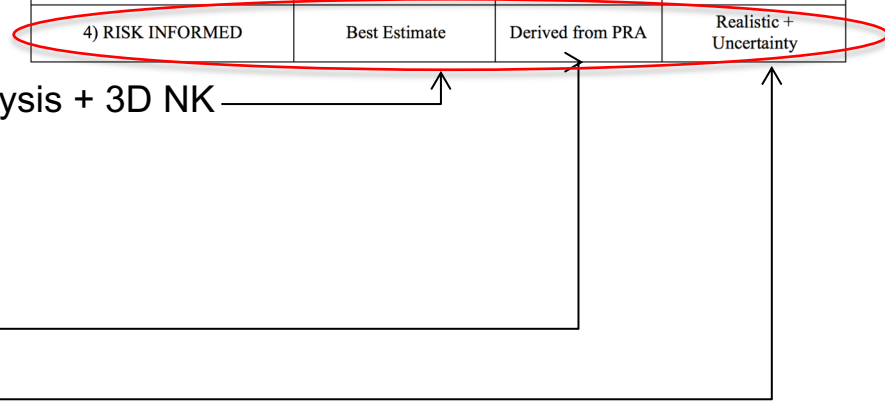 4) RISK INFORMED Best Estimate Derived from PRA Realistic +
Uncertainty
ysis + 3D NK